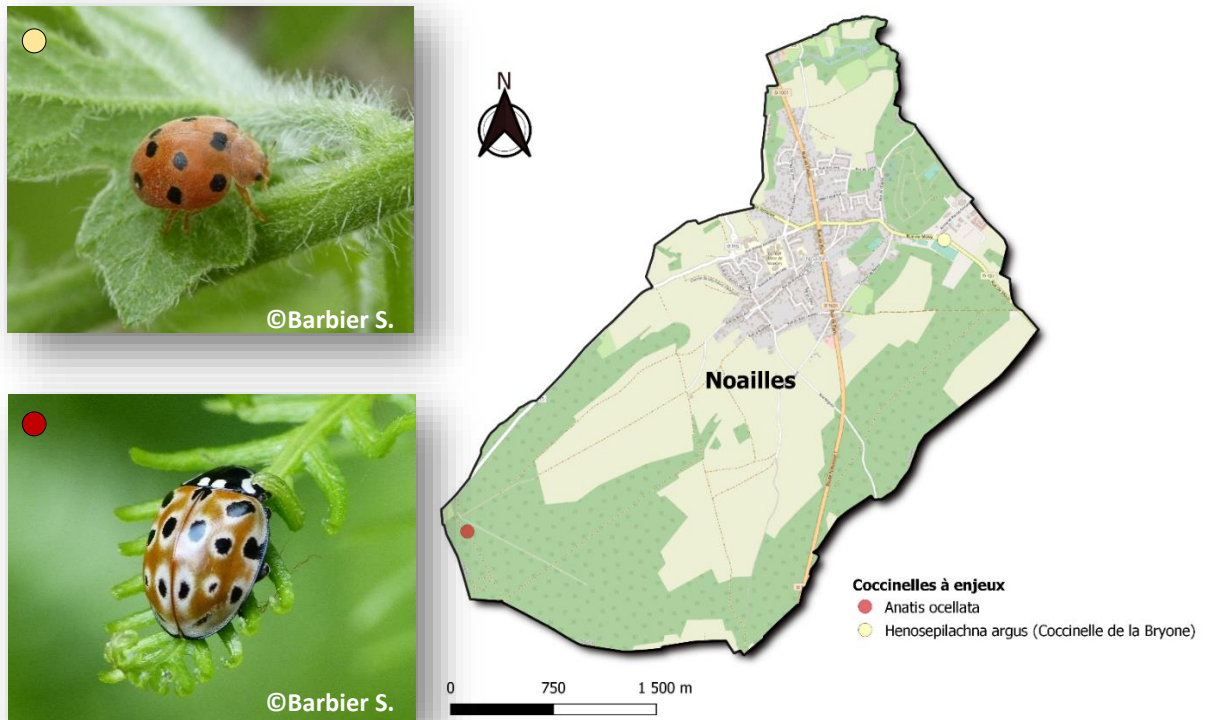 ©Barbier S.
©Barbier S.
N
Noailles
Coccinelles à enjeux
Anatis ocellata
Henosepilachna argus (Coccinelle de la Bryone)
0 750 1 500 m